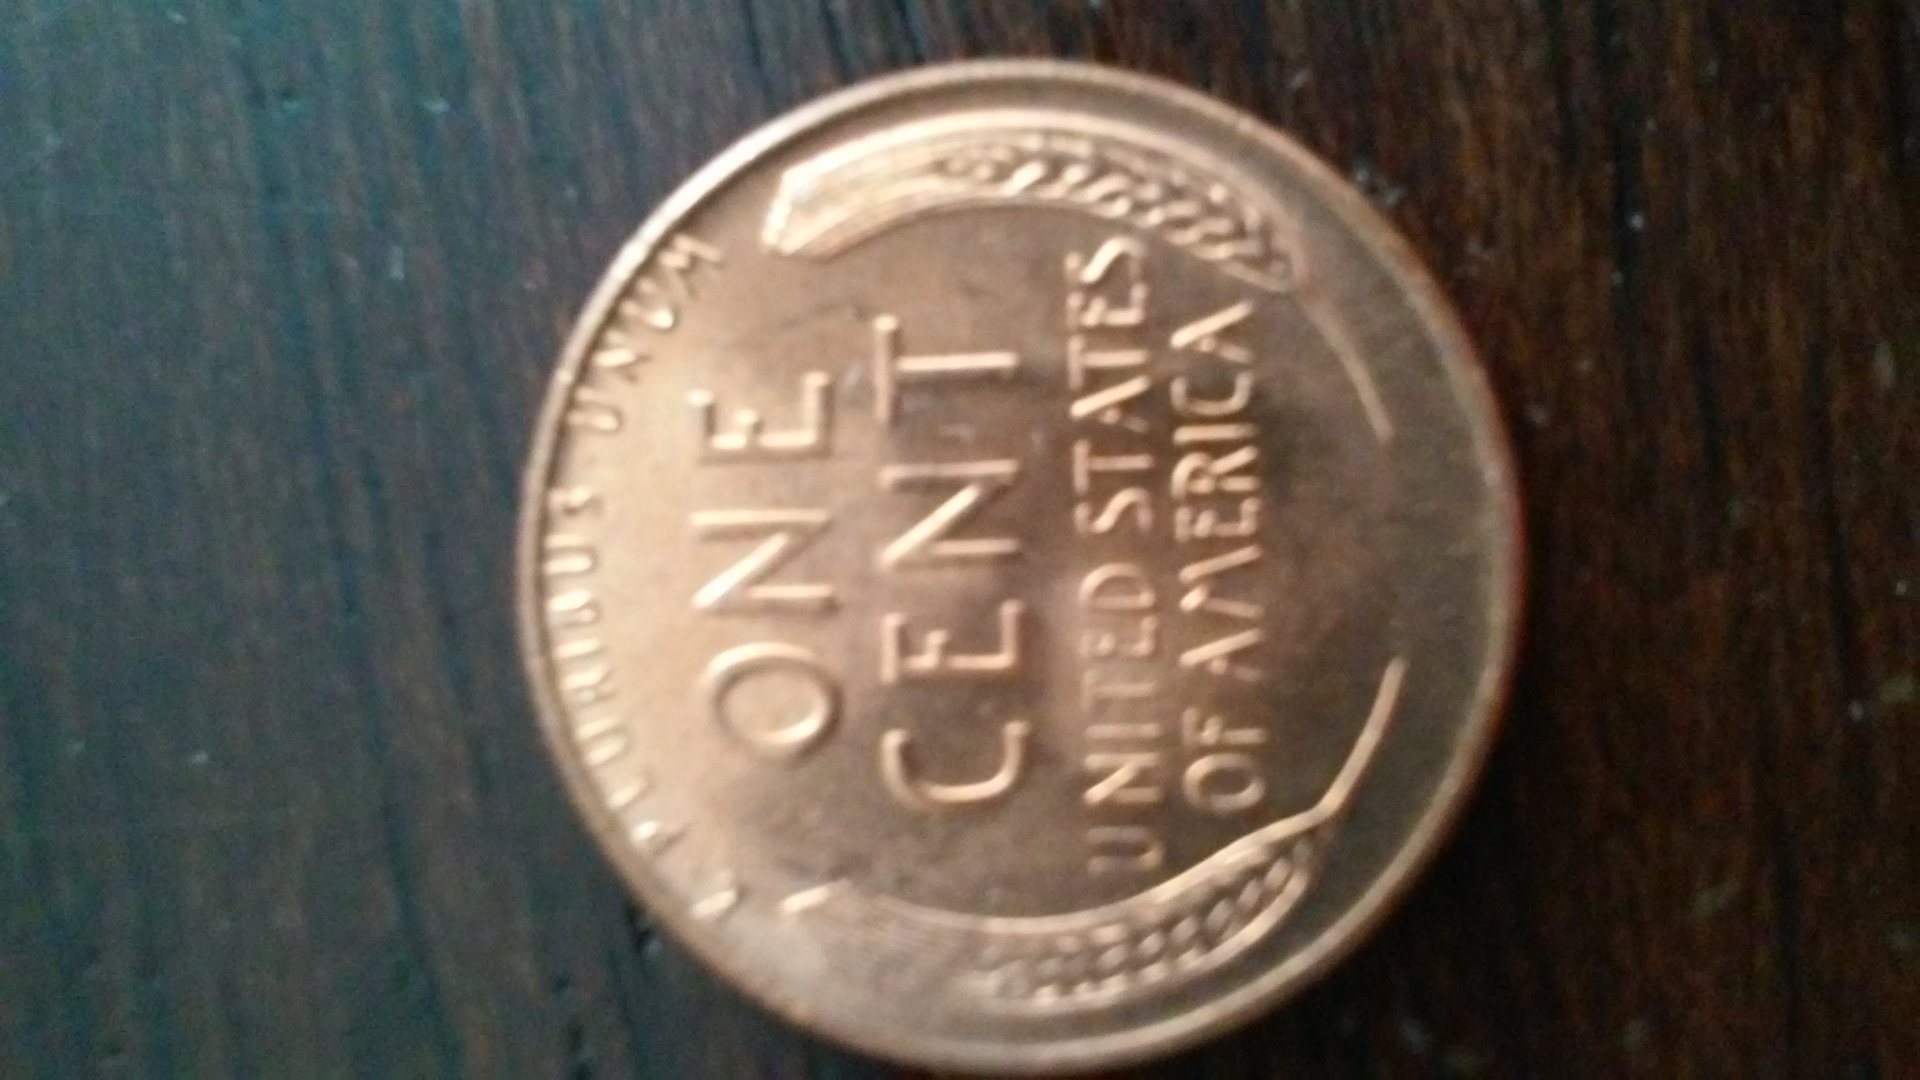 E PLURIBUS UNUM
ONE
CENT
UNITED STATES
OF AMERICA